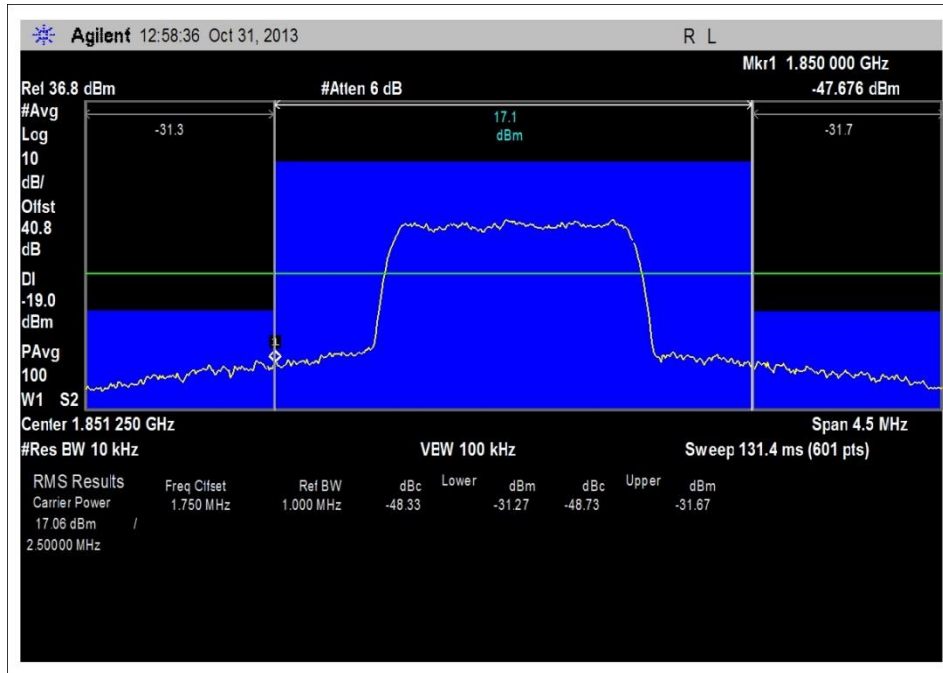 Agilent 12:58:36 Oct 31, 2013 R L
Mkr1 1.850 000 GHz
Ref 36.8 dBm #Atten 6 dB -47.676 dBm
#Avg
Log
10
dB/
Offst
40.8
dB
DI
-19.0
dBm
PAvg
100
W1 S2
-31.3
17.1
dBm
-31.7
1
Center 1.851 250 GHz Span 4.5 MHz
#Res BW 10 kHz VBW 100 kHz Sweep 131.4 ms (601 pts)
RMS Results Freq Offset Ref BW dBc Lower dBm dBc Upper dBm
Carrier Power 1.750 MHz 1.000 MHz -48.33 -31.27 -48.73 -31.67
17.06 dBm /
2.50000 MHz